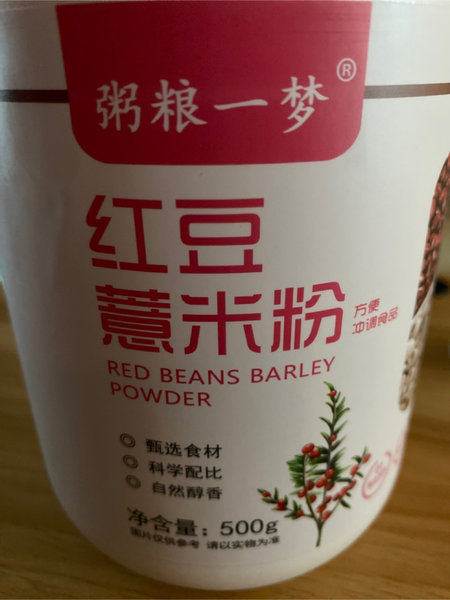 粥粮一梦®
红豆
薏米粉
方便
冲调食品
RED BEANS BARLEY
POWDER
◎ 甄选食材
◎ 科学配比
◎ 自然醇香
净含量：500g
图片仅供参考 请以实物为准